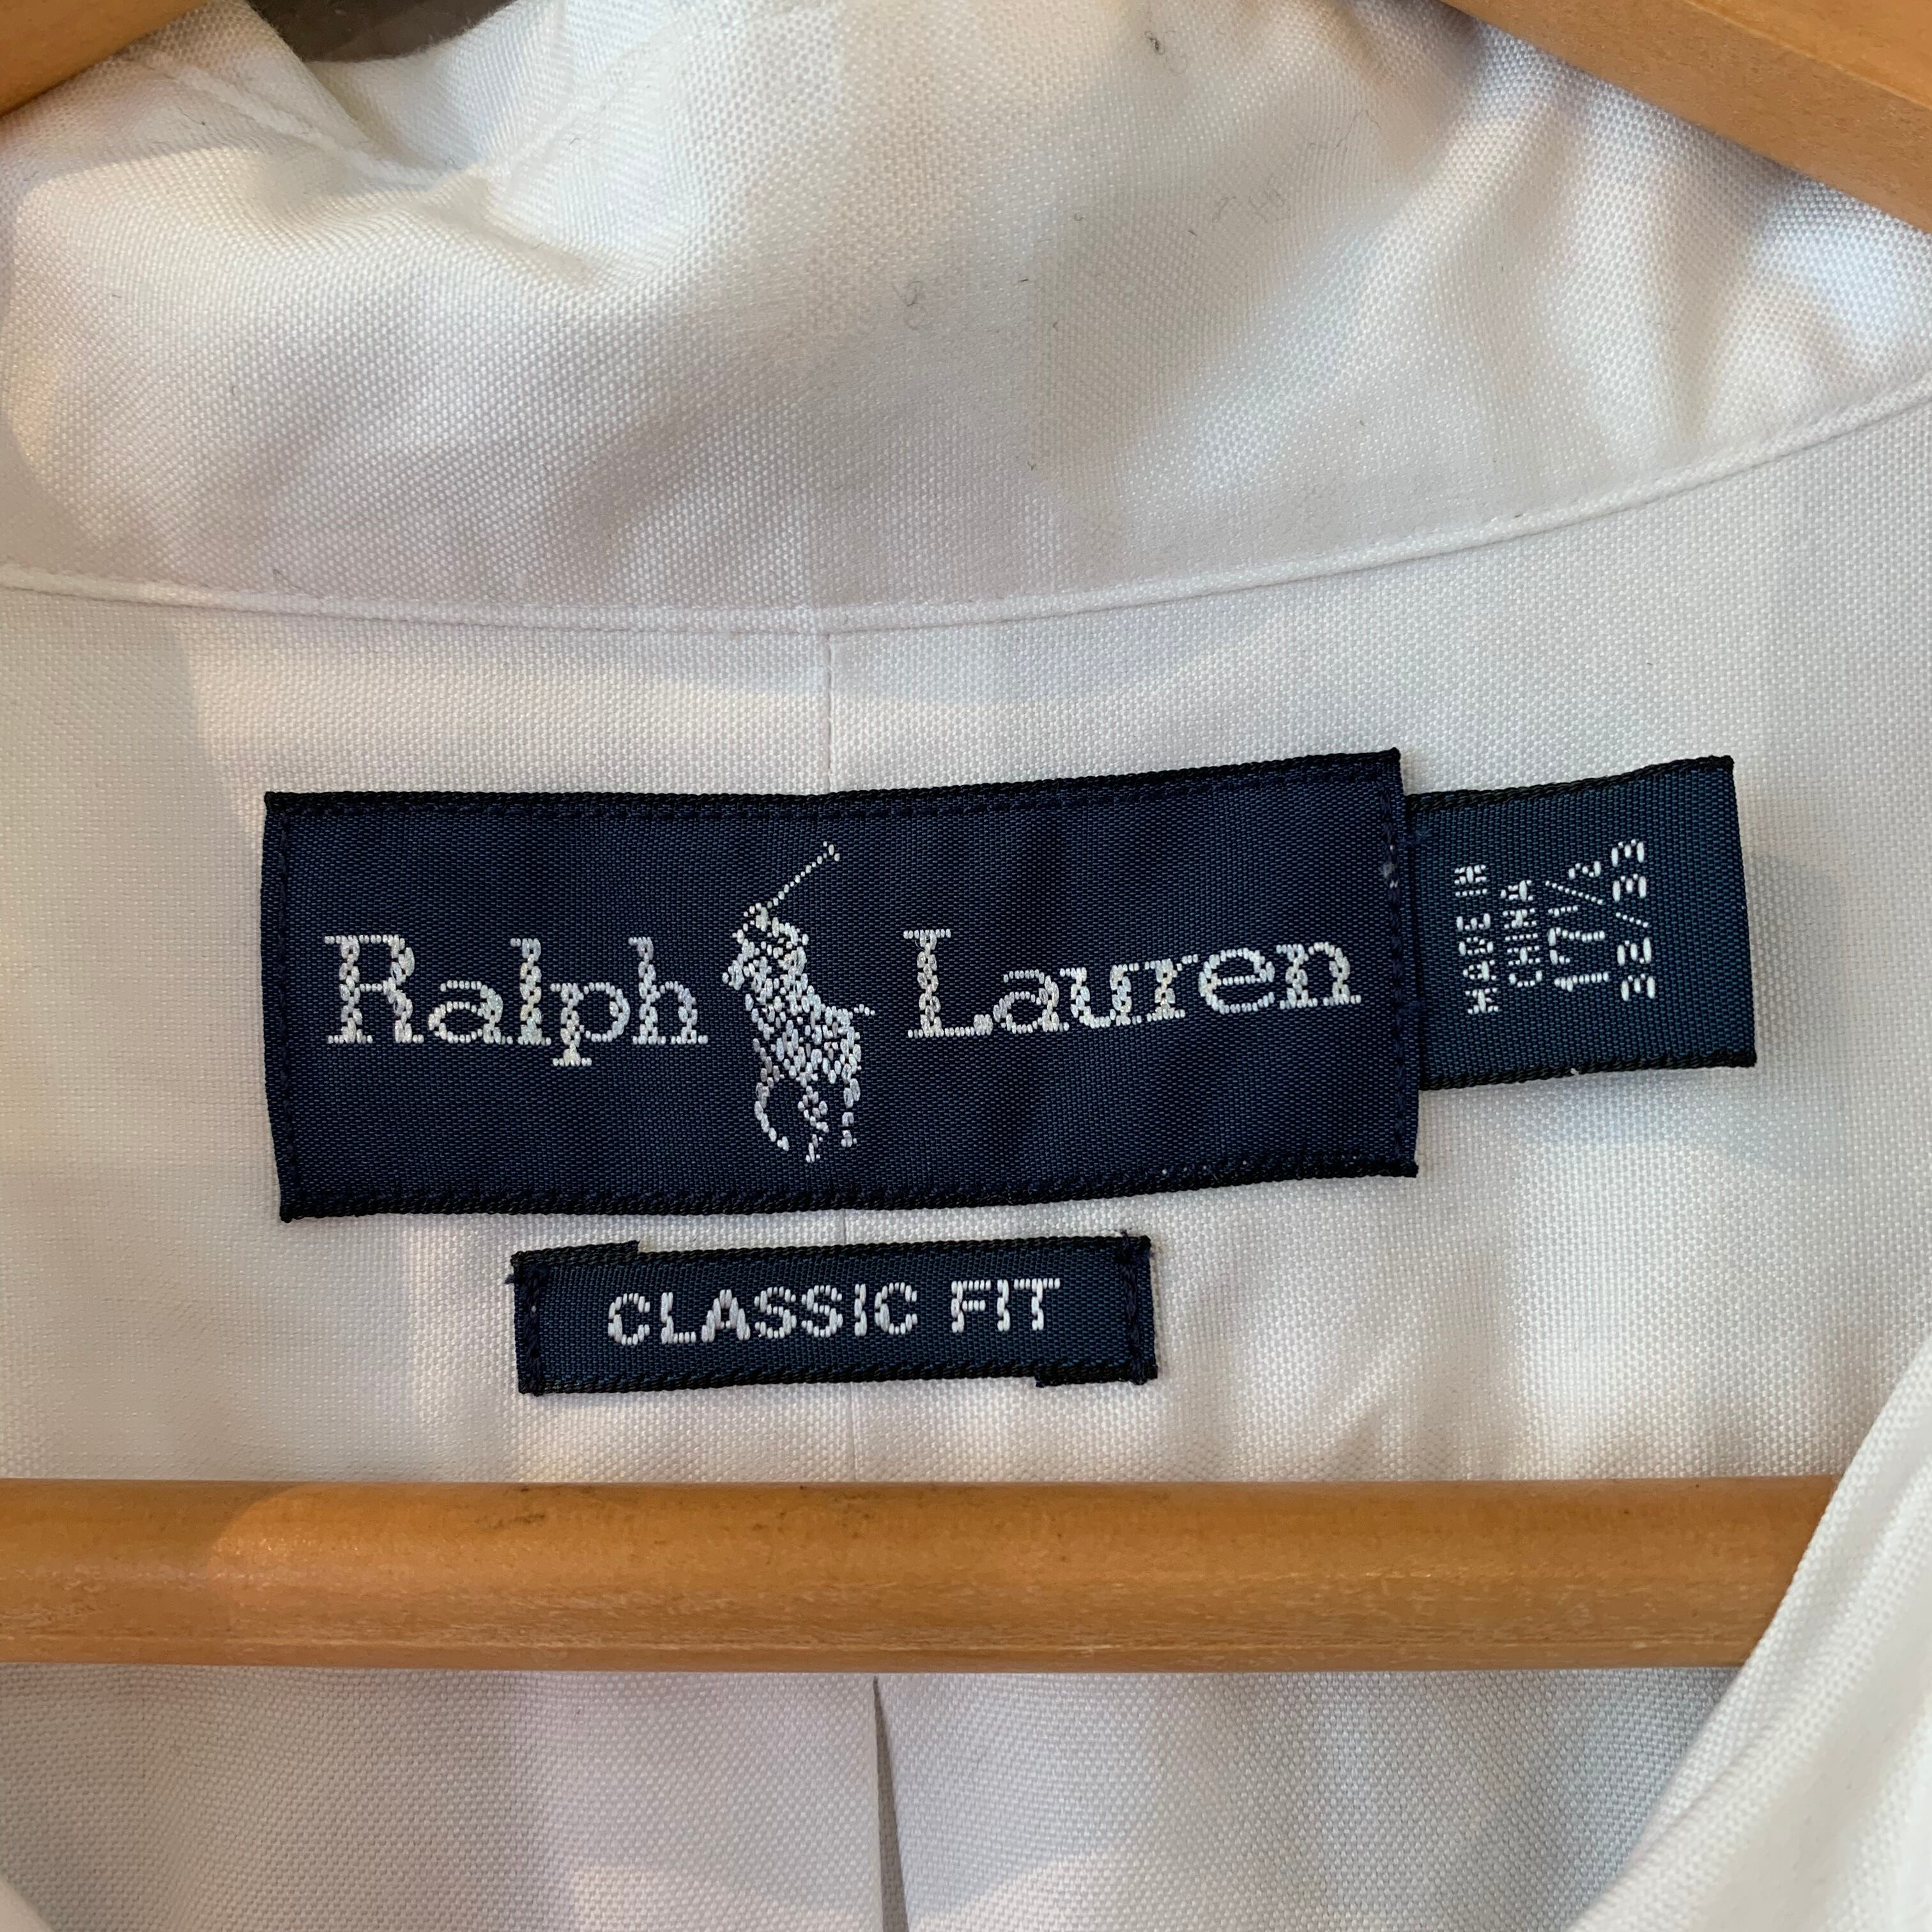 Ralph Lauren
MADE IN
CHINA
17 1/2
32/33
CLASSIC FIT